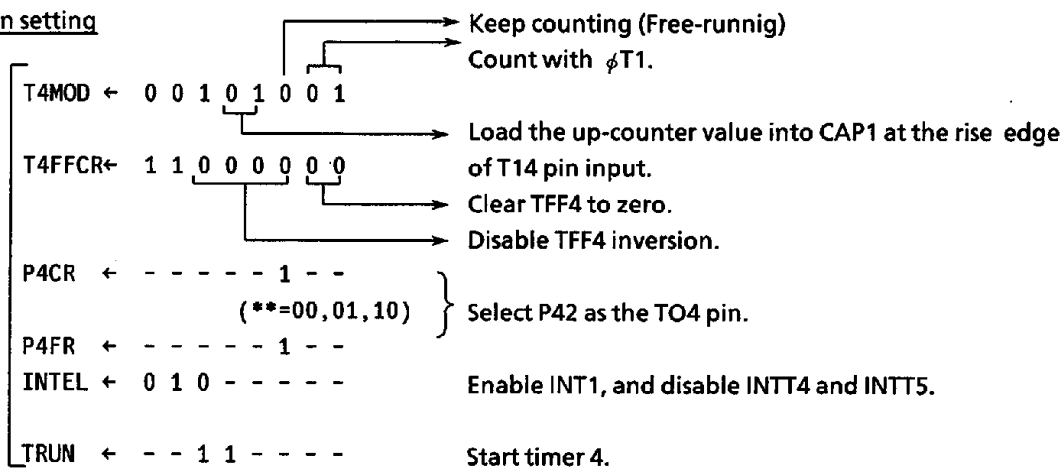 n setting
Keep counting (Free-runnig)
Count with ϕT1.
T4MOD ← 0 0 1 0 1 0 0 1
Load the up-counter value into CAP1 at the rise edge
T4FFCR← 1 1 0 0 0 0 0 0
of T14 pin input.
Clear TFF4 to zero.
Disable TFF4 inversion.
P4CR ← - - - - - 1 - -
(**=00,01,10)
Select P42 as the TO4 pin.
P4FR ← - - - - - 1 - -
INTEL ← 0 1 0 - - - - -
Enable INT1, and disable INTT4 and INTT5.
TRUN ← - - 1 1 - - - -
Start timer 4.